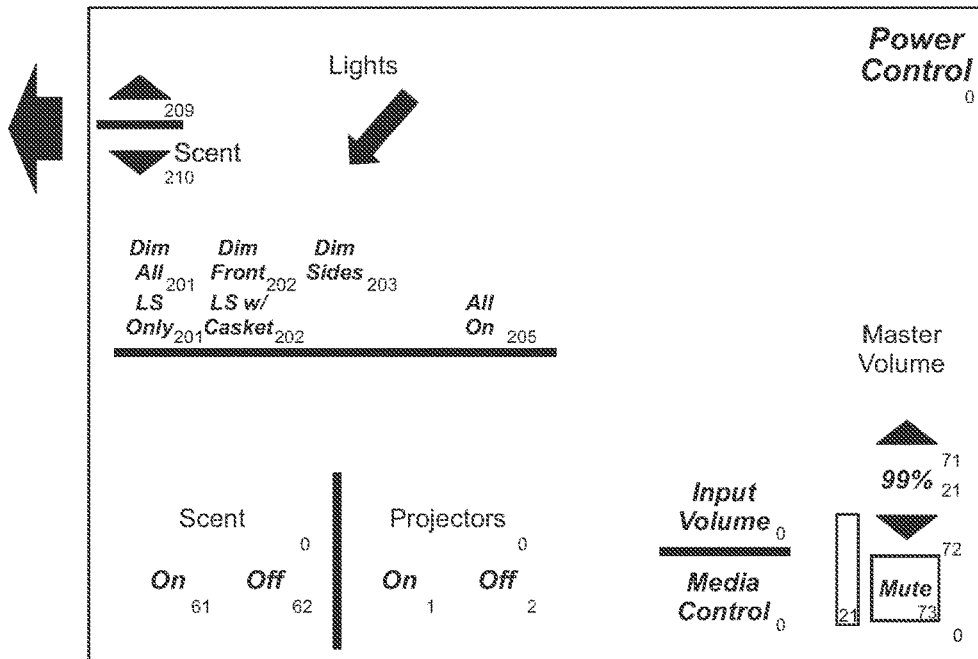 Power
Control
0
Lights
209
Scent
210
Dim
All 201
Dim
Front 202
Dim
Sides 203
LS
Only 201
LS w/
Casket 202
All
On 205
Master
Volume
71
99% 21
72
Mute
73
21
0
Input
Volume 0
Media
Control 0
Scent
0
On
61
Off
62
Projectors
0
On
1
Off
2